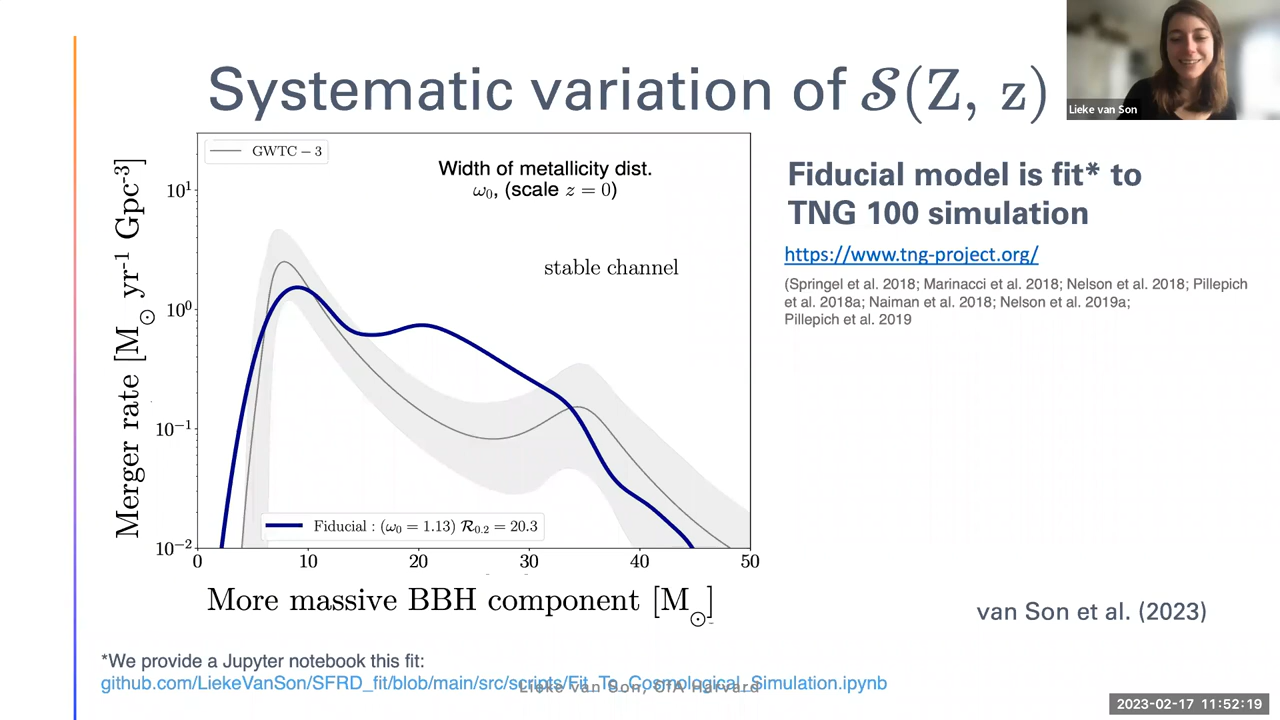 Systematic variation of 𝓢(Z, z)
Lieke van Son
GWTC − 3
Width of metallicity dist.
ω₀, (scale z = 0)
stable channel
Merger rate [M⊙ yr⁻¹ Gpc⁻³]
10¹
10⁰
10⁻¹
10⁻²
Fiducial : (ω₀ = 1.13) 𝓡₀.₂ = 20.3
0 10 20 30 40 50
More massive BBH component [M⊙]
Fiducial model is fit* to
TNG 100 simulation
https://www.tng-project.org/
(Springel et al. 2018; Marinacci et al. 2018; Nelson et al. 2018; Pillepich
et al. 2018a; Naiman et al. 2018; Nelson et al. 2019a;
Pillepich et al. 2019
van Son et al. (2023)
*We provide a Jupyter notebook this fit:
github.com/LiekeVanSon/SFRD_fit/blob/main/src/scripts/Fit_To_Cosmological_Simulation.ipynb
Lieke van Son, CfA Harvard
2023-02-17 11:52:19